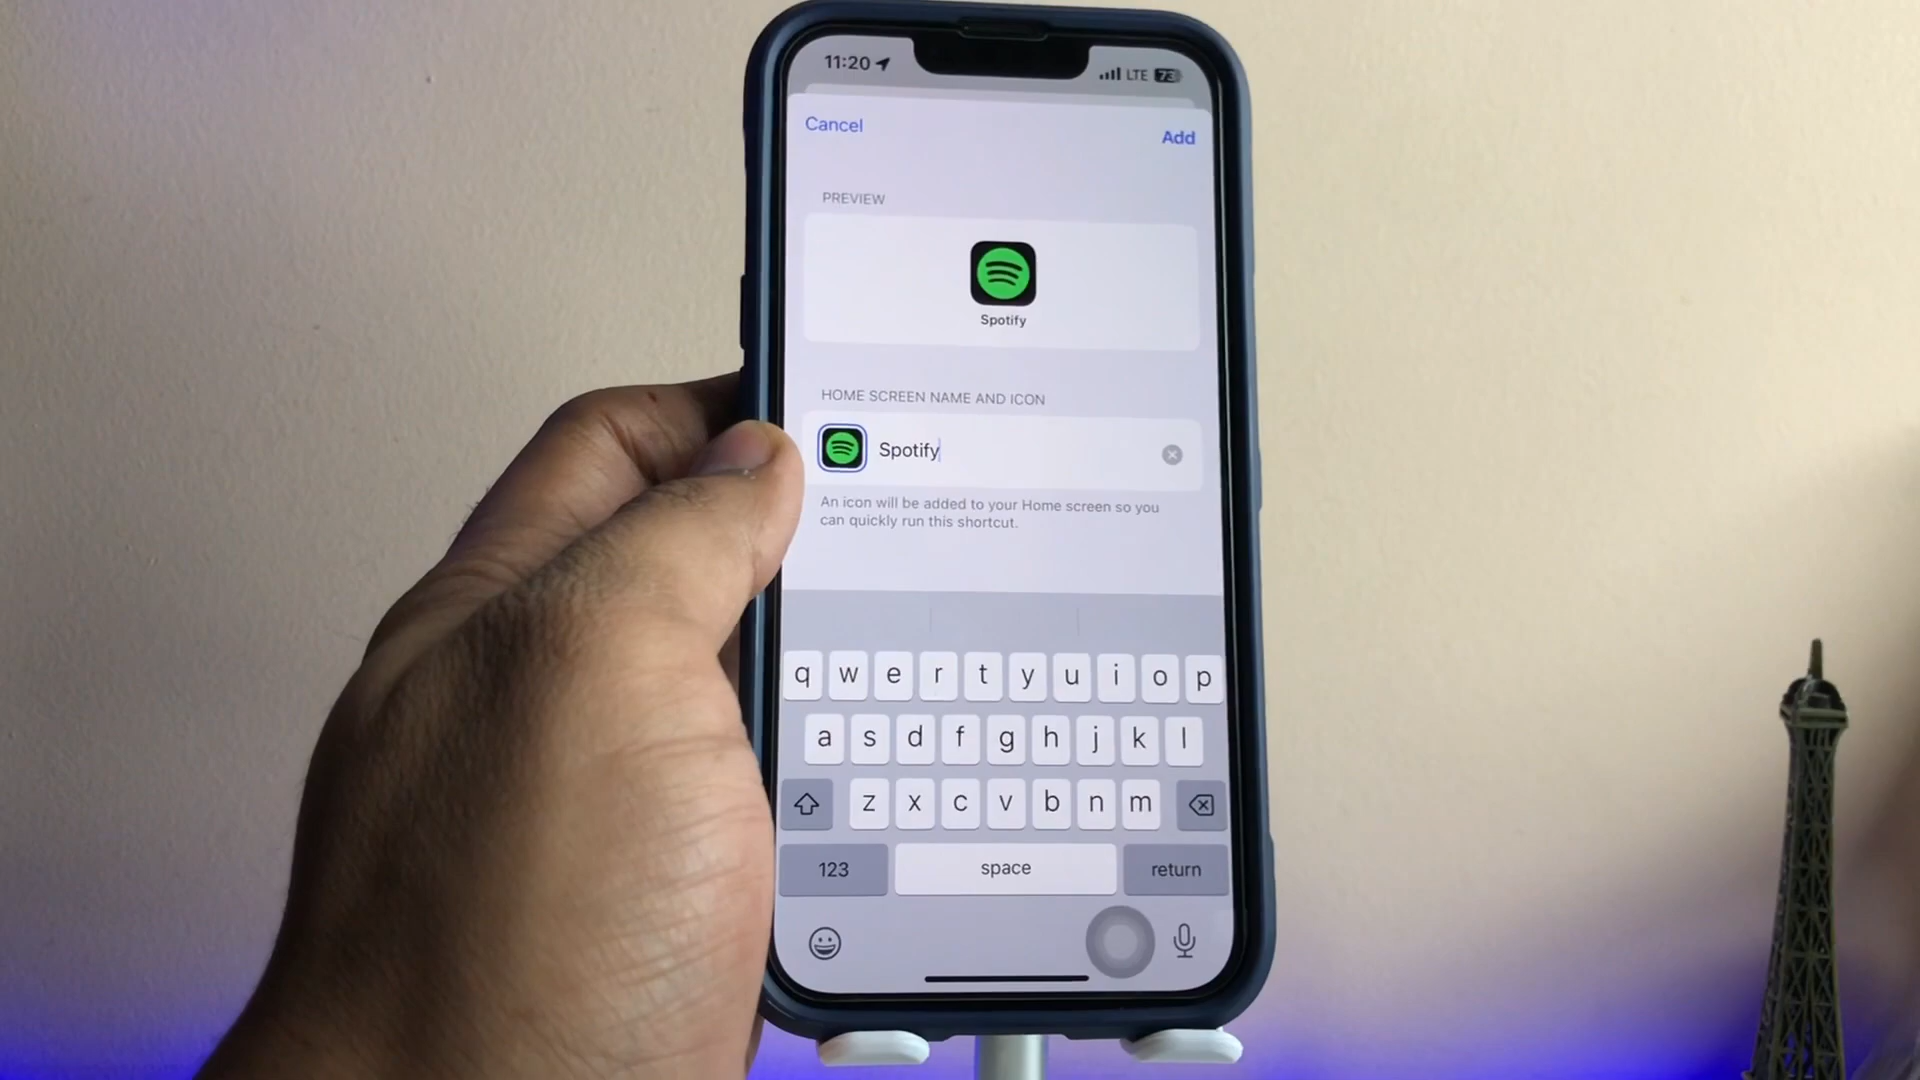 11:20 LTE 73
Cancel Add
PREVIEW
Spotify
HOME SCREEN NAME AND ICON
Spotify
An icon will be added to your Home screen so you
can quickly run this shortcut.
q w e r t y u i o p
a s d f g h j k l
z x c v b n m
123 space return